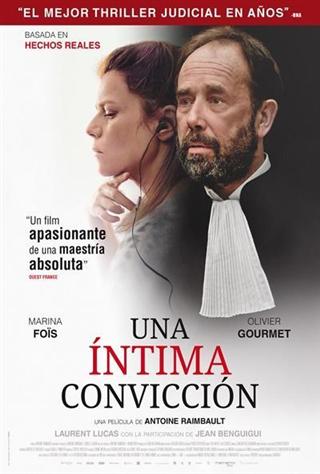 "EL MEJOR THRILLER JUDICIAL EN AÑOS"
BASADA EN
HECHOS REALES
"Un film
apasionante
de una maestría
absoluta"
OUEST FRANCE
MARINA
FOÏS
OLIVIER
GOURMET
UNA
ÍNTIMA
CONVICCIÓN
UNA PELÍCULA DE ANTOINE RAIMBAULT
LAURENT LUCAS CON LA PARTICIPACIÓN DE JEAN BENGUIGUI